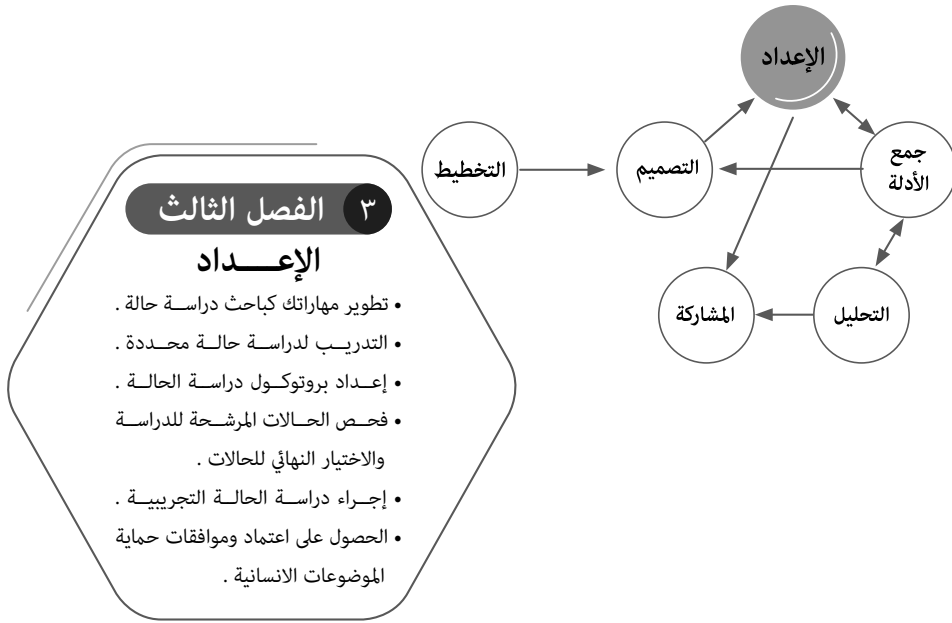 الإعداد
جمع
الأدلة
التصميم
التخطيط
التحليل
المشاركة
٣ الفصل الثالث
الإعــــداد
• تطوير مهاراتك كباحث دراســة حالة .
• التدريــب لدراســة حالــة محــددة .
• إعــداد بروتوكــول دراســة الحالــة .
• فحــص الحــالات المرشــحة للدراســة
والاختيار النهائي للحالات .
• إجــراء دراســة الحالــة التجريبيــة .
• الحصول على اعتماد وموافقات حماية
الموضوعات الانسانية .